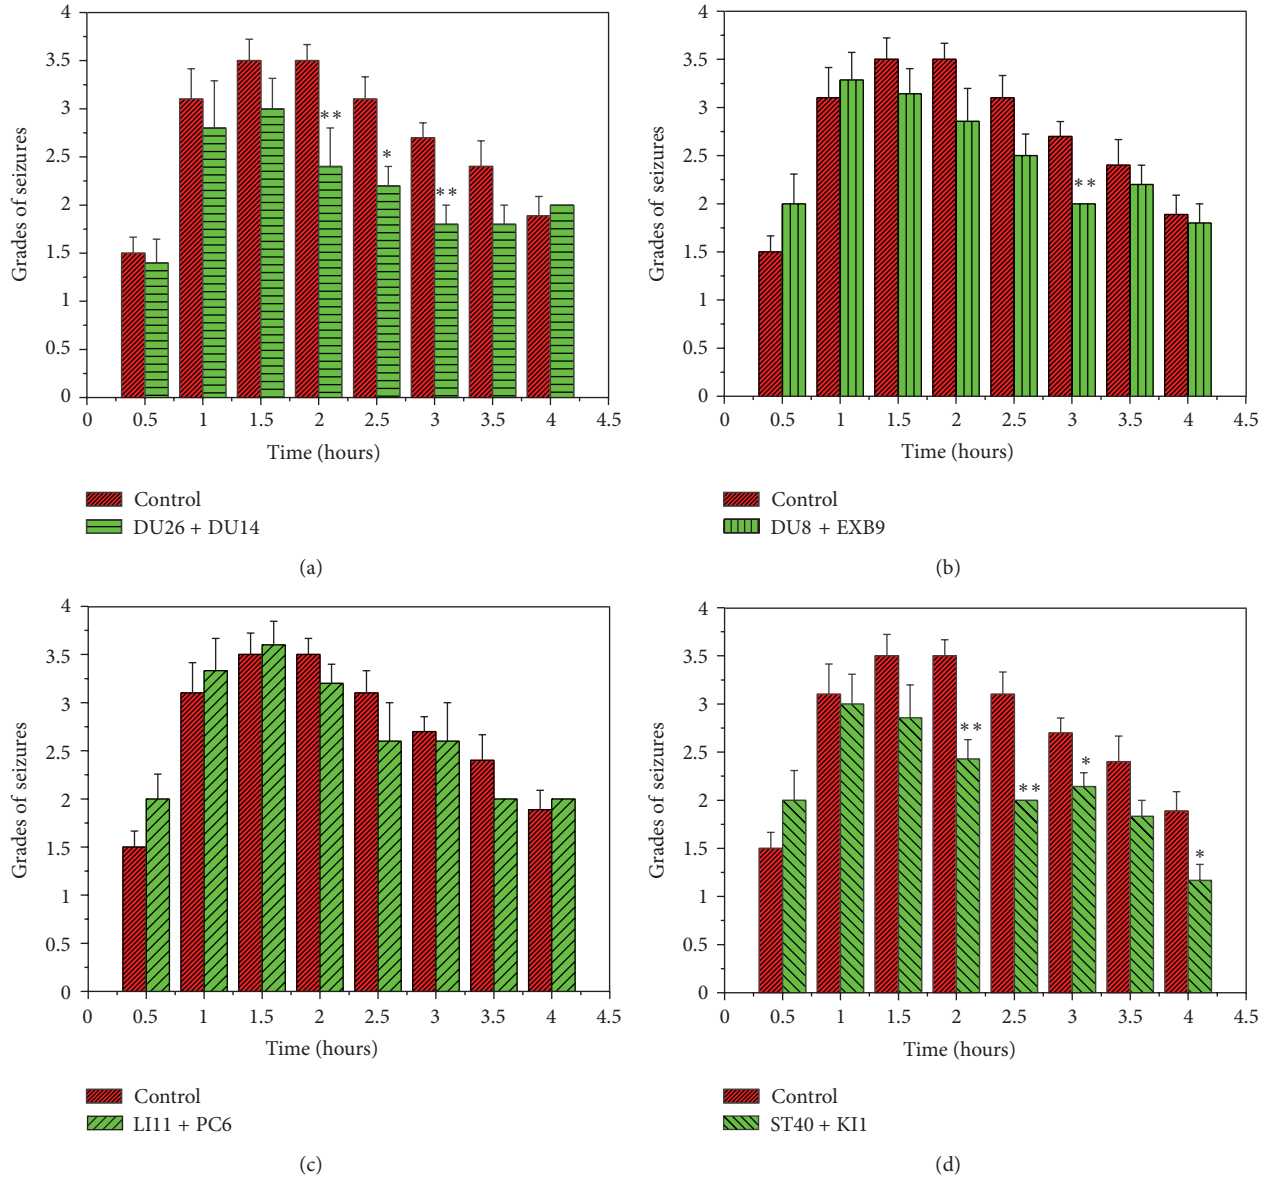 4
3.5
**
3
*
2.5
**
2
1.5
1
0.5
0
Grades of seizures
0 0.5 1 1.5 2 2.5 3 3.5 4 4.5
Time (hours)
Control
DU26 + DU14
(a)
4
3.5
3
2.5
**
2
1.5
1
0.5
0
Grades of seizures
0 0.5 1 1.5 2 2.5 3 3.5 4 4.5
Time (hours)
Control
DU8 + EXB9
(b)
4
3.5
3
2.5
2
1.5
1
0.5
0
Grades of seizures
0 0.5 1 1.5 2 2.5 3 3.5 4 4.5
Time (hours)
Control
LI11 + PC6
(c)
4
3.5
3
**
2.5
*
**
2
1.5
*
1
0.5
0
Grades of seizures
0 0.5 1 1.5 2 2.5 3 3.5 4 4.5
Time (hours)
Control
ST40 + KI1
(d)